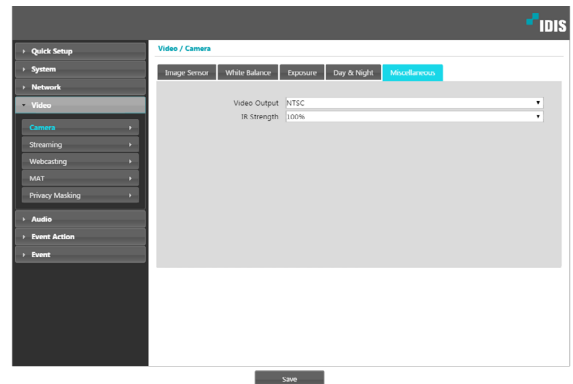 IDIS
Quick Setup
System
Network
Video
Camera
Streaming
Webcasting
MAT
Privacy Masking
Audio
Event Action
Event
Video / Camera
Image Sensor White Balance Exposure Day & Night Miscellaneous
Video Output NTSC
IR Strength 100%
Save